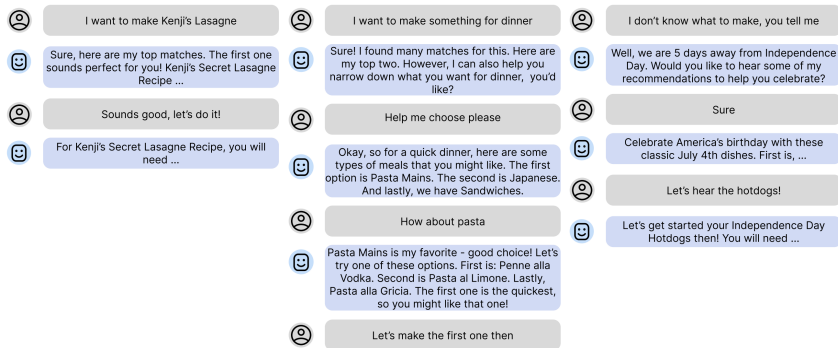 I want to make Kenji's Lasagne
Sure, here are my top matches. The first one
sounds perfect for you! Kenji's Secret Lasagne
Recipe ...
Sounds good, let's do it!
For Kenji's Secret Lasagne Recipe, you will
need ...
I want to make something for dinner
Sure! I found many matches for this. Here are
my top two. However, I can also help you
narrow down what you want for dinner, you'd
like?
Help me choose please
Okay, so for a quick dinner, here are some
types of meals that you might like. The first
option is Pasta Mains. The second is Japanese.
And lastly, we have Sandwiches.
How about pasta
Pasta Mains is my favorite - good choice! Let's
try one of these options. First is: Penne alla
Vodka. Second is Pasta al Limone. Lastly,
Pasta alla Gricia. The first one is the quickest,
so you might like that one!
Let's make the first one then
I don't know what to make, you tell me
Well, we are 5 days away from Independence
Day. Would you like to hear some of my
recommendations to help you celebrate?
Sure
Celebrate America's birthday with these
classic July 4th dishes. First is, ...
Let's hear the hotdogs!
Let's get started your Independence Day
Hotdogs then! You will need ...